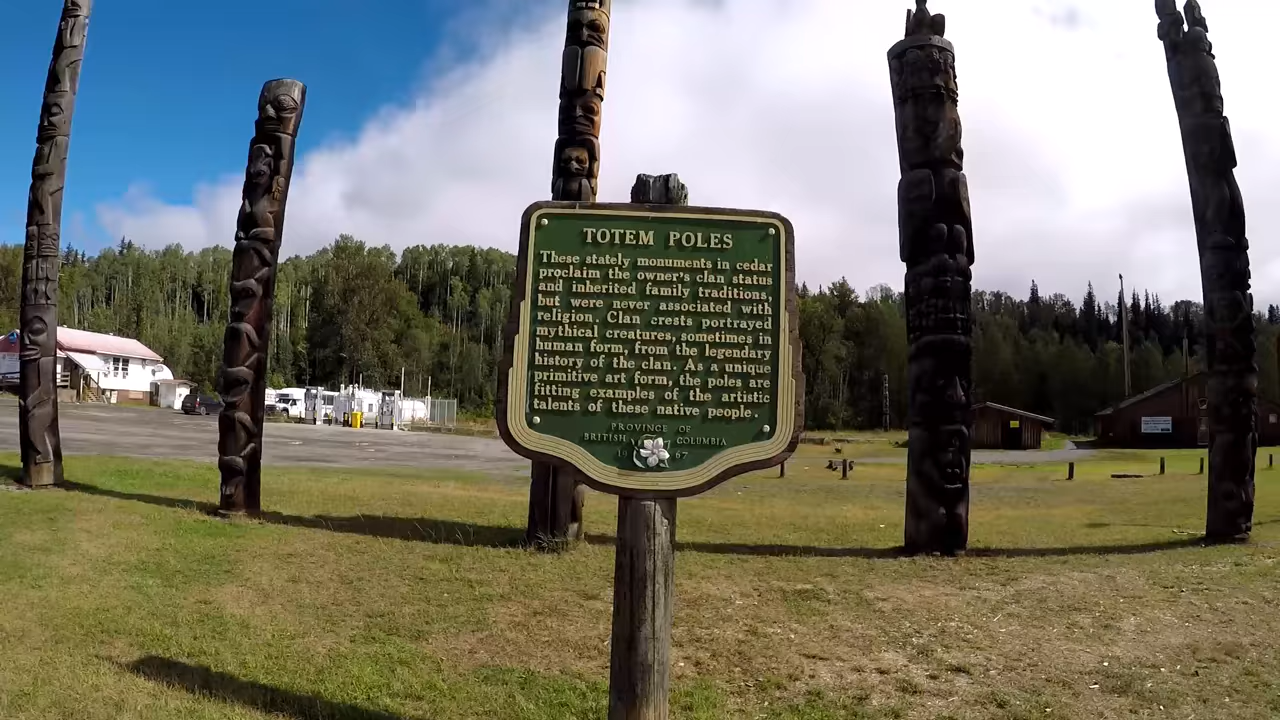 TOTEM POLES
These stately monuments in cedar
proclaim the owner's clan status
and inherited family traditions,
but were never associated with
religion. Clan crests portrayed
mythical creatures, sometimes in
human form, from the legendary
history of the clan. As a unique
primitive art form, the poles are
fitting examples of the artistic
talents of these native people.
PROVINCE OF
BRITISH COLUMBIA
19 67